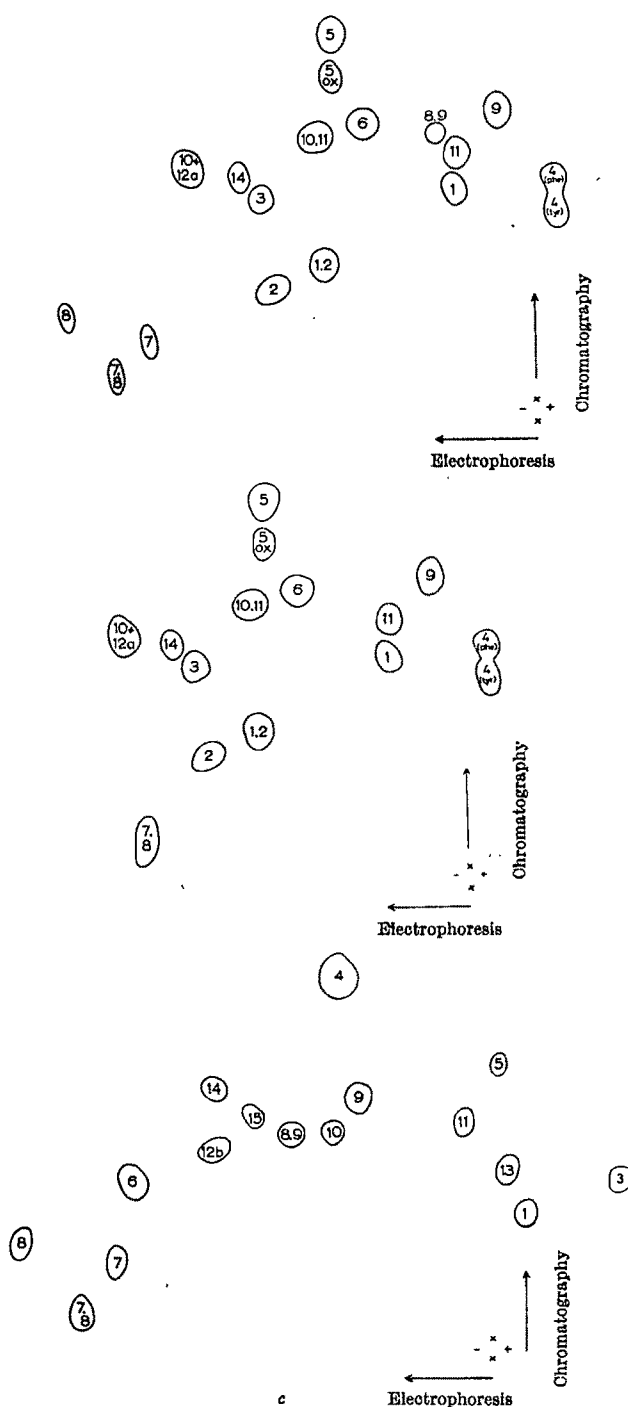 5
5
ox
6
8.9
9
10.11
11
10+
12a
14
3
1
4
(phe)
4
(tyr)
1.2
2
8
7
7.
8
Chromatography
x
- +
x
Electrophoresis
5
5
ox
9
6
10.11
11
10+
12a
14
3
1
4
(phe)
4
(tyr)
1.2
2
7.
8
Chromatography
x
- +
x
Electrophoresis
4
5
14
9
15
11
8.9
10
12b
13
6
3
1
8
7
7.
8
Chromatography
x
- +
x
c
Electrophoresis